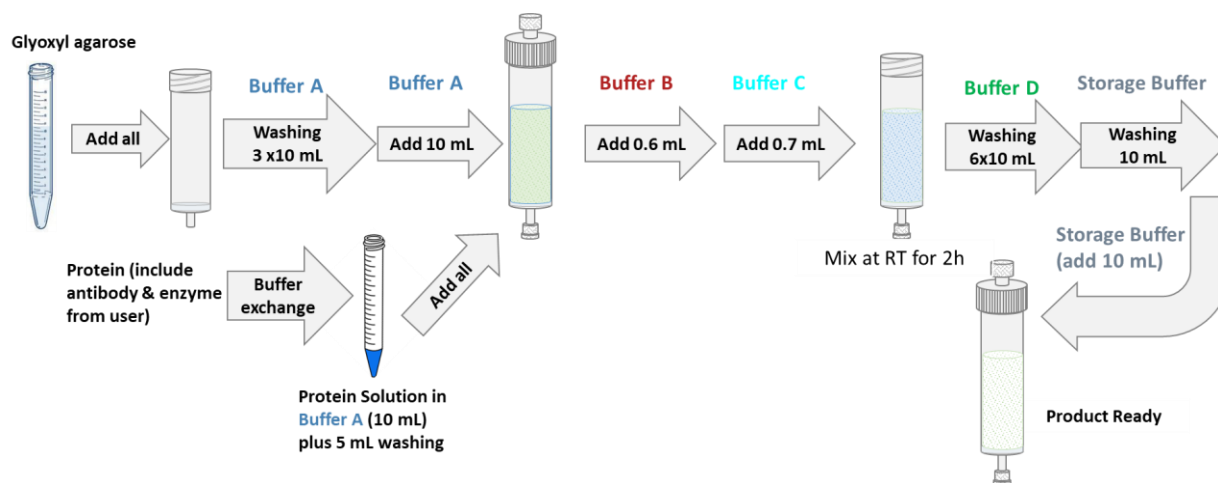 Glyoxyl agarose
Add all
Buffer A
Washing
3 x10 mL
Buffer A
Add 10 mL
Buffer B
Add 0.6 mL
Buffer C
Add 0.7 mL
Mix at RT for 2h
Buffer D
Washing
6x10 mL
Storage Buffer
Washing
10 mL
Protein (include
antibody & enzyme
from user)
Buffer
exchange
Add all
Protein Solution in
Buffer A (10 mL)
plus 5 mL washing
Storage Buffer
(add 10 mL)
Product Ready